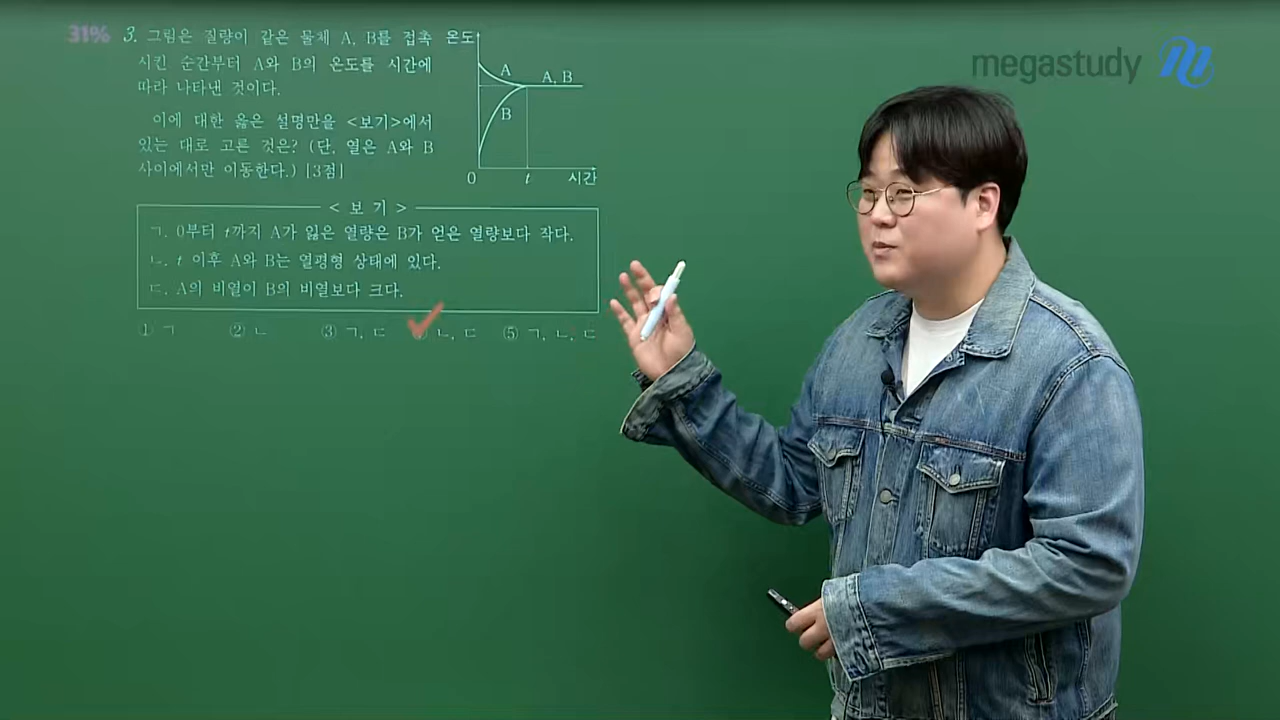 31%
3. 그림은 질량이 같은 물체 A, B를 접촉
시킨 순간부터 A와 B의 온도를 시간에
따라 나타낸 것이다.
이에 대한 옳은 설명만을 <보기>에서
있는 대로 고른 것은? (단, 열은 A와 B
사이에서만 이동한다.) [3점]
온도
A
A, B
B
0
t
시간
< 보 기 >
ㄱ. 0부터 t까지 A가 잃은 열량은 B가 얻은 열량보다 작다.
ㄴ. t 이후 A와 B는 열평형 상태에 있다.
ㄷ. A의 비열이 B의 비열보다 크다.
① ㄱ ② ㄴ ③ ㄱ, ㄷ ㄴ, ㄷ ⑤ ㄱ, ㄴ, ㄷ
megastudy